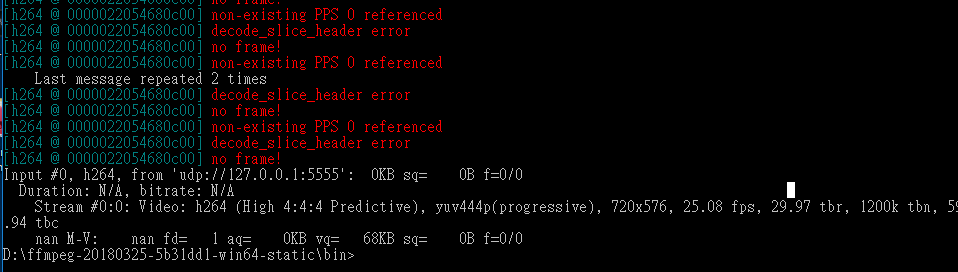 [h264 @ 0000022054680c00] no frame!
[h264 @ 0000022054680c00] non-existing PPS 0 referenced
[h264 @ 0000022054680c00] decode_slice_header error
[h264 @ 0000022054680c00] no frame!
[h264 @ 0000022054680c00] non-existing PPS 0 referenced
    Last message repeated 2 times
[h264 @ 0000022054680c00] decode_slice_header error
[h264 @ 0000022054680c00] no frame!
[h264 @ 0000022054680c00] non-existing PPS 0 referenced
[h264 @ 0000022054680c00] decode_slice_header error
[h264 @ 0000022054680c00] no frame!
Input #0, h264, from 'udp://127.0.0.1:5555':  0KB sq=    0B f=0/0
  Duration: N/A, bitrate: N/A
    Stream #0:0: Video: h264 (High 4:4:4 Predictive), yuv444p(progressive), 720x576, 25.08 fps, 29.97 tbr, 1200k tbn, 59
.94 tbc
    nan M-V:    nan fd=   1 aq=    0KB vq=   68KB sq=    0B f=0/0
D:\ffmpeg-20180325-5b31dd1-win64-static\bin>